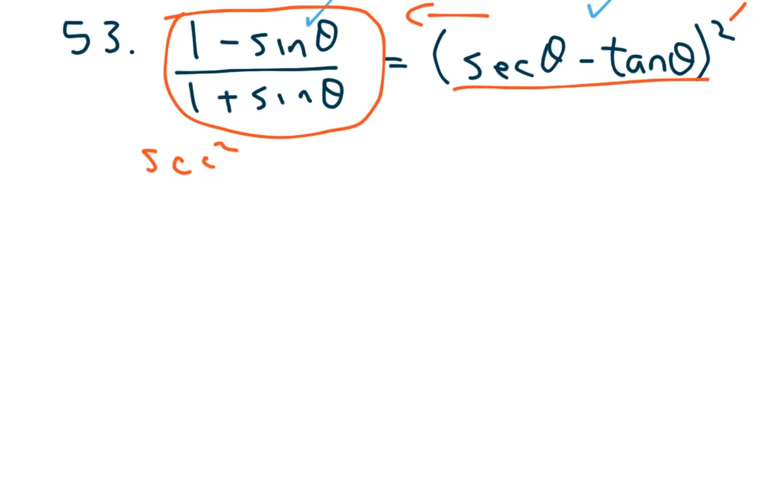 53. (1 - sinθ)/(1 + sinθ) = (secθ - tanθ)²
sec²